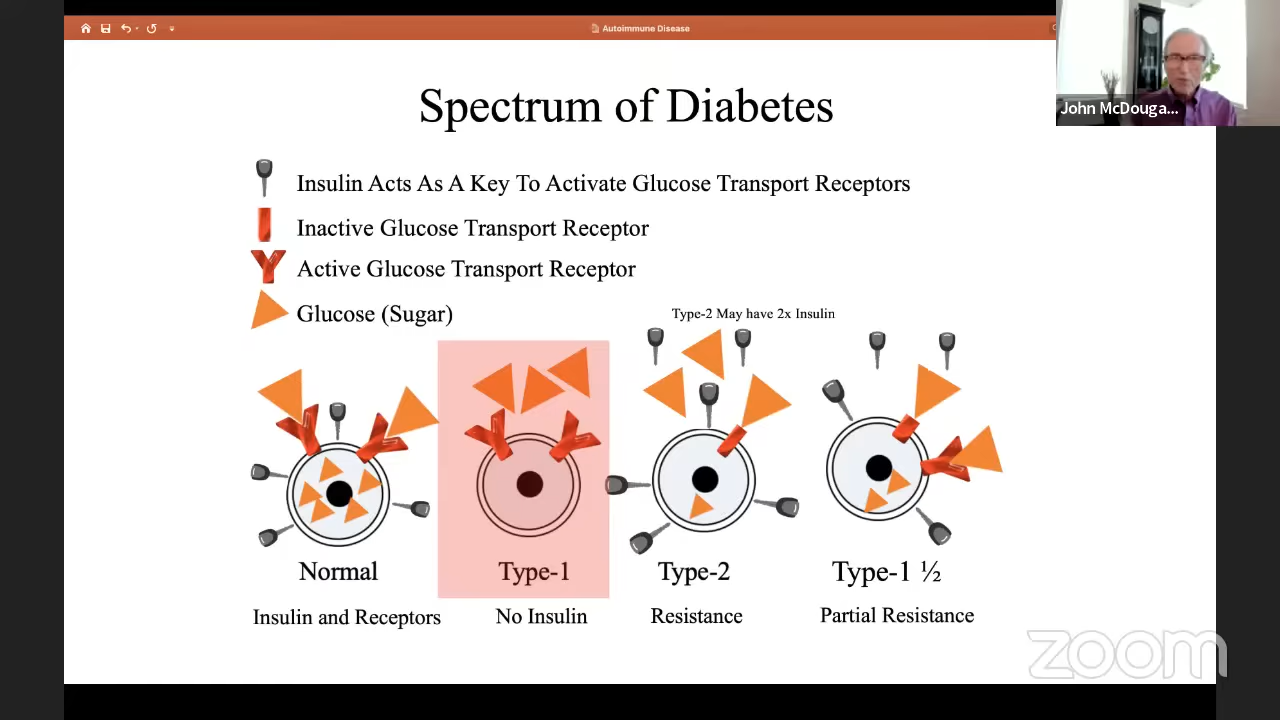 Autoimmune Disease
John McDouga...
Spectrum of Diabetes
Insulin Acts As A Key To Activate Glucose Transport Receptors
Inactive Glucose Transport Receptor
Active Glucose Transport Receptor
Glucose (Sugar)
Type-2 May have 2x Insulin
Normal
Type-1
Type-2
Type-1 ½
Insulin and Receptors
No Insulin
Resistance
Partial Resistance
zoom